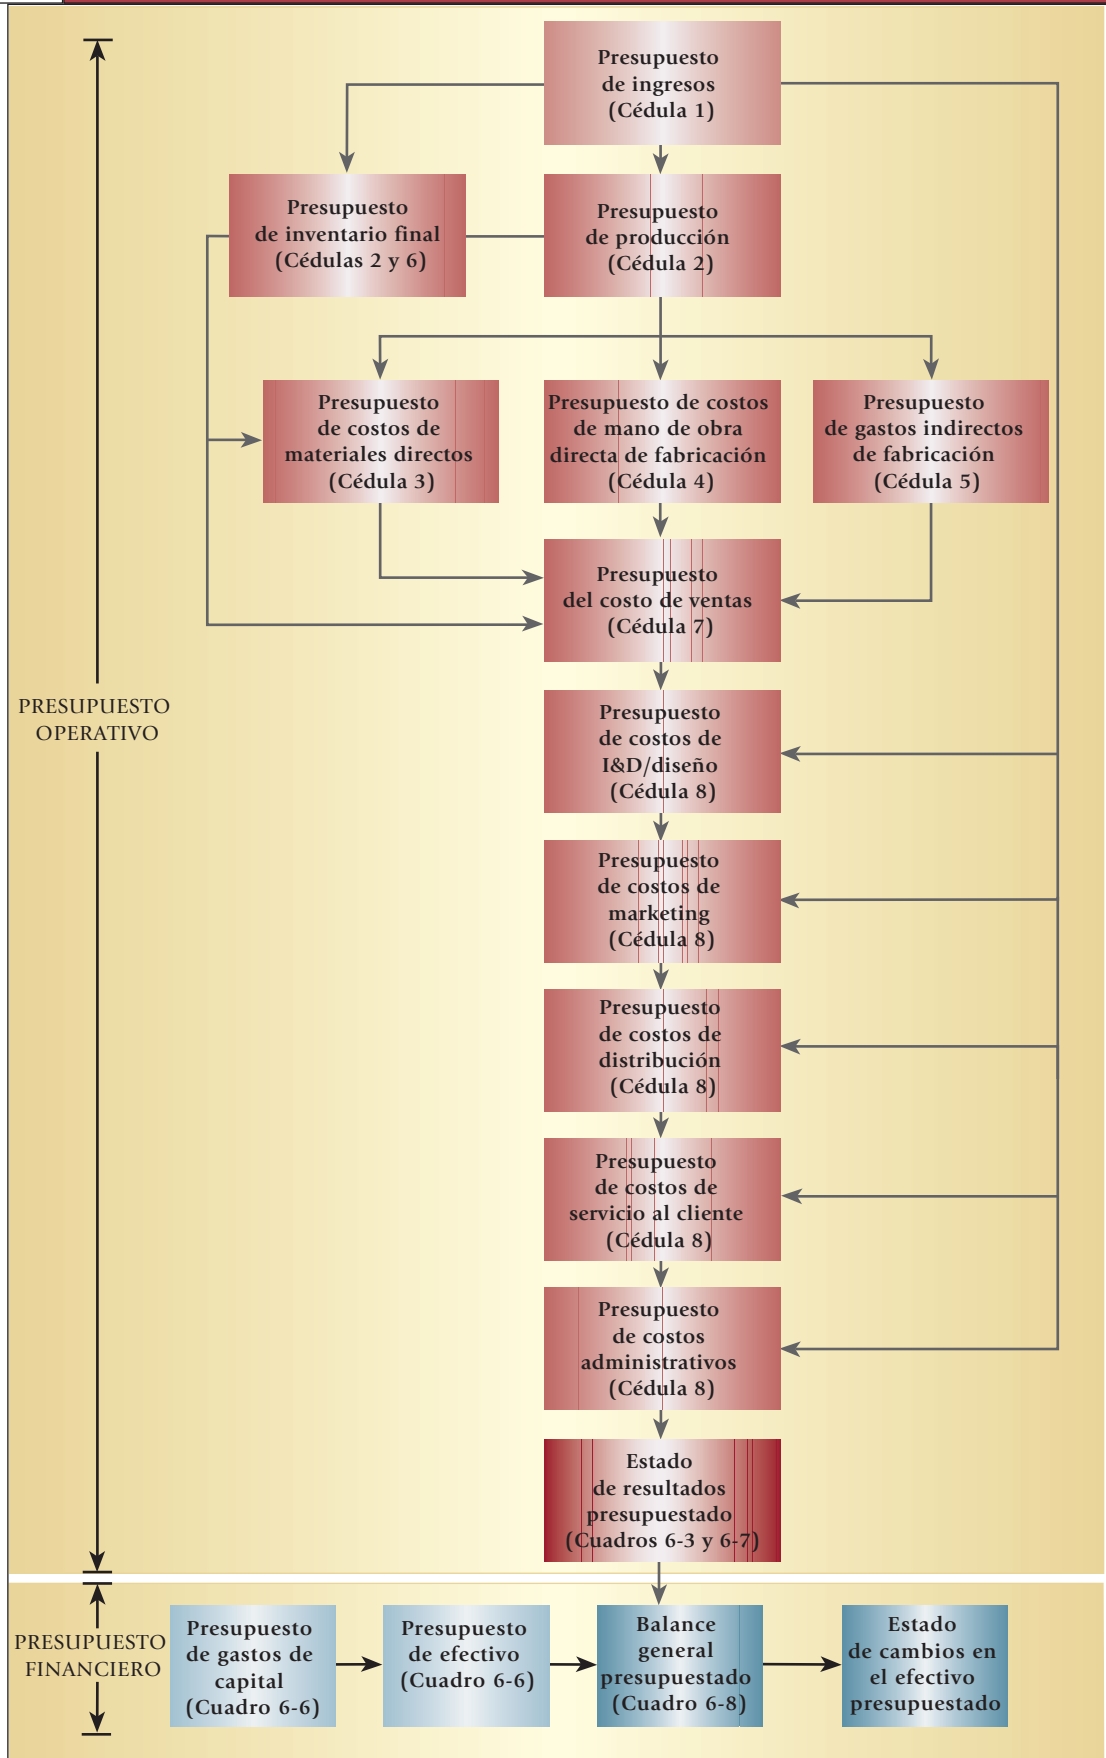 Presupuesto
de ingresos
(Cédula 1)
Presupuesto
de inventario final
(Cédulas 2 y 6)
Presupuesto
de producción
(Cédula 2)
Presupuesto
de costos de
materiales directos
(Cédula 3)
Presupuesto de costos
de mano de obra
directa de fabricación
(Cédula 4)
Presupuesto
de gastos indirectos
de fabricación
(Cédula 5)
Presupuesto
del costo de ventas
(Cédula 7)
PRESUPUESTO
OPERATIVO
Presupuesto
de costos de
I&D/diseño
(Cédula 8)
Presupuesto
de costos de
marketing
(Cédula 8)
Presupuesto
de costos de
distribución
(Cédula 8)
Presupuesto
de costos de
servicio al cliente
(Cédula 8)
Presupuesto
de costos
administrativos
(Cédula 8)
Estado
de resultados
presupuestado
(Cuadros 6-3 y 6-7)
PRESUPUESTO
FINANCIERO
Presupuesto
de gastos de
capital
(Cuadro 6-6)
Presupuesto
de efectivo
(Cuadro 6-6)
Balance
general
presupuestado
(Cuadro 6-8)
Estado
de cambios en
el efectivo
presupuestado